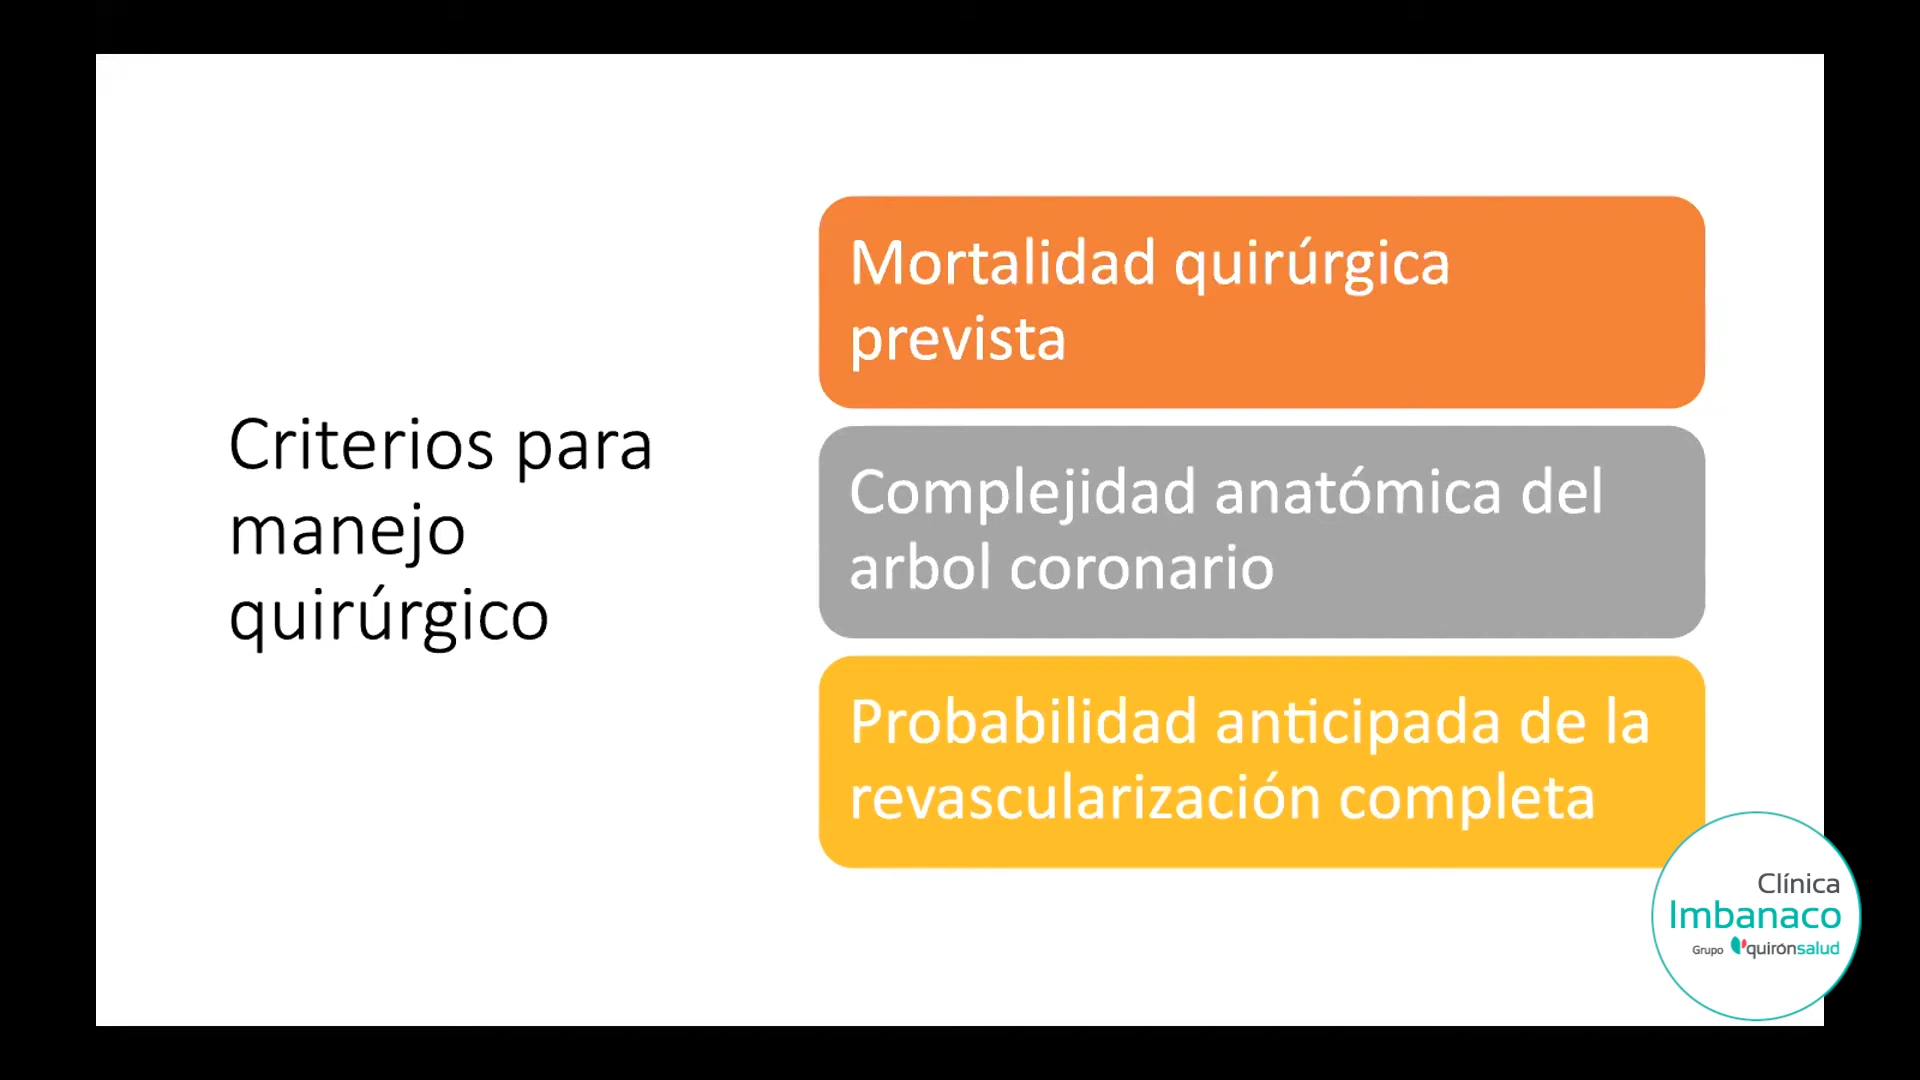 Criterios para
manejo
quirúrgico
Mortalidad quirúrgica
prevista
Complejidad anatómica del
arbol coronario
Probabilidad anticipada de la
revascularización completa
Clínica
Imbanaco
Grupo quirónsalud